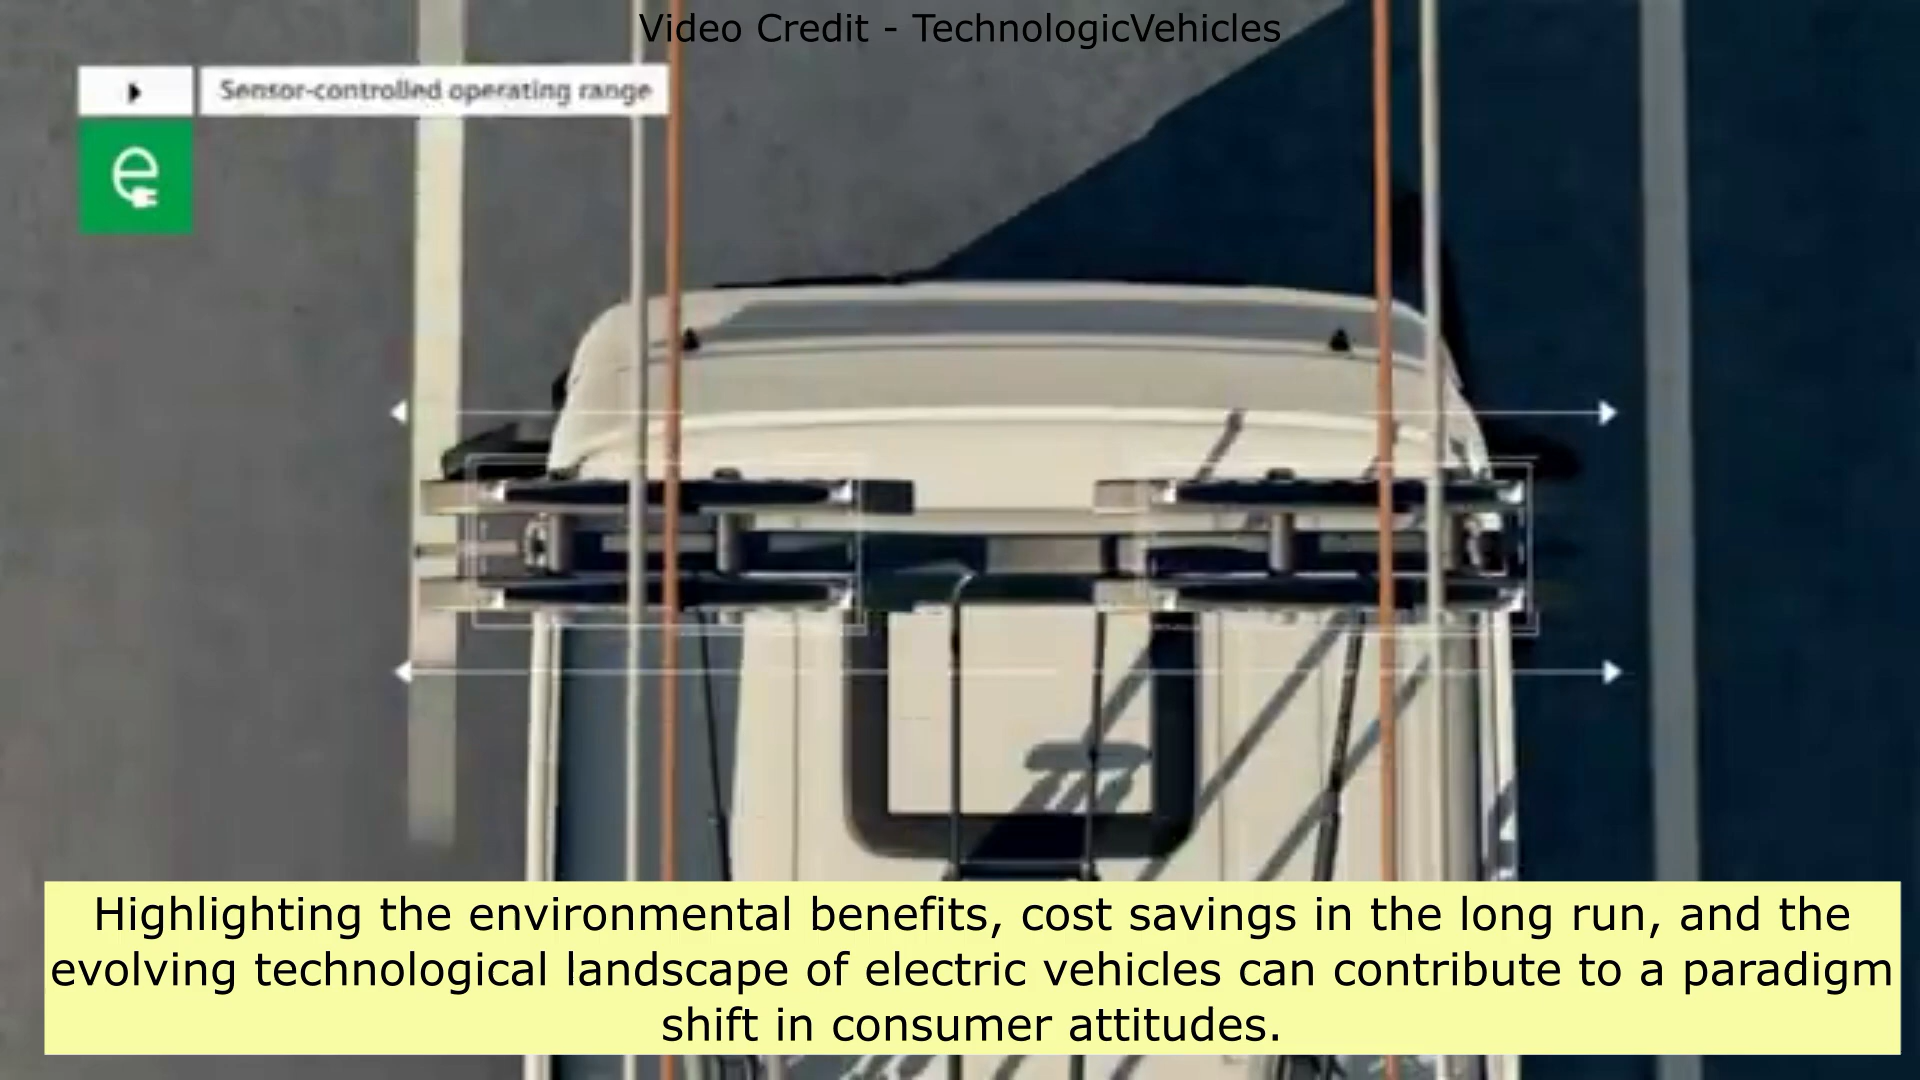 Video Credit - TechnologicVehicles
Sensor-controlled operating range
e
Highlighting the environmental benefits, cost savings in the long run, and the
evolving technological landscape of electric vehicles can contribute to a paradigm
shift in consumer attitudes.